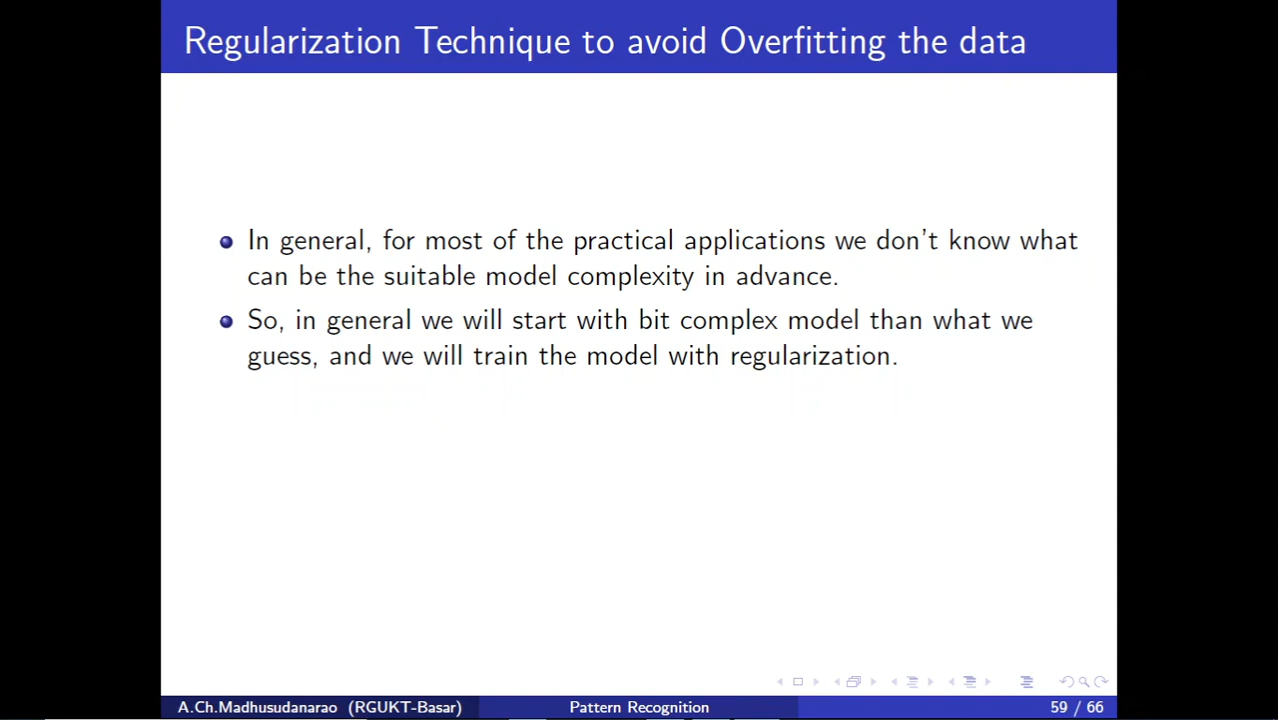 Regularization Technique to avoid Overfitting the data
In general, for most of the practical applications we don't know what
can be the suitable model complexity in advance.
So, in general we will start with bit complex model than what we
guess, and we will train the model with regularization.
A.Ch.Madhusudanarao (RGUKT-Basar) Pattern Recognition 59 / 66